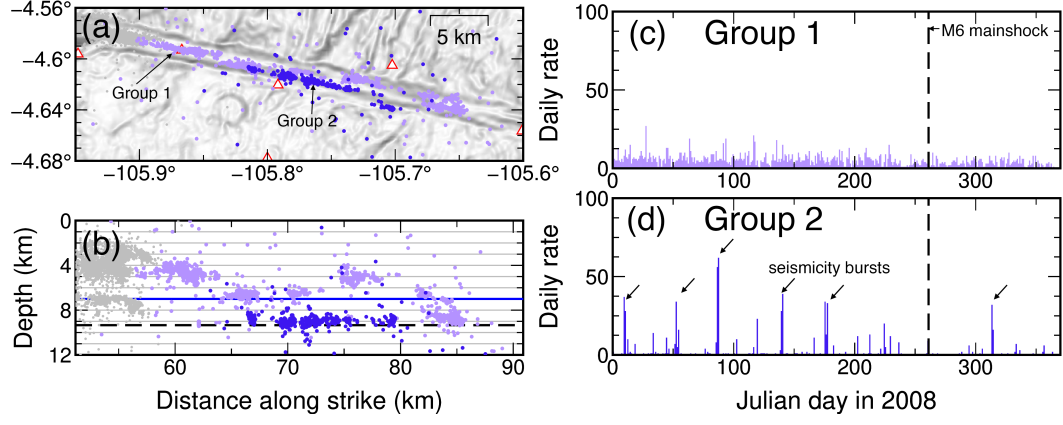 (a)
−4.56°
−4.6°
−4.64°
−4.68°
5 km
Group 1
Group 2
−105.9° −105.8° −105.7° −105.6°
(b)
Depth (km)
0
4
8
12
60 70 80 90
Distance along strike (km)
(c) Group 1
M6 mainshock
Daily rate
100
50
0
0 100 200 300
(d) Group 2
seismicity bursts
Daily rate
100
50
0
0 100 200 300
Julian day in 2008